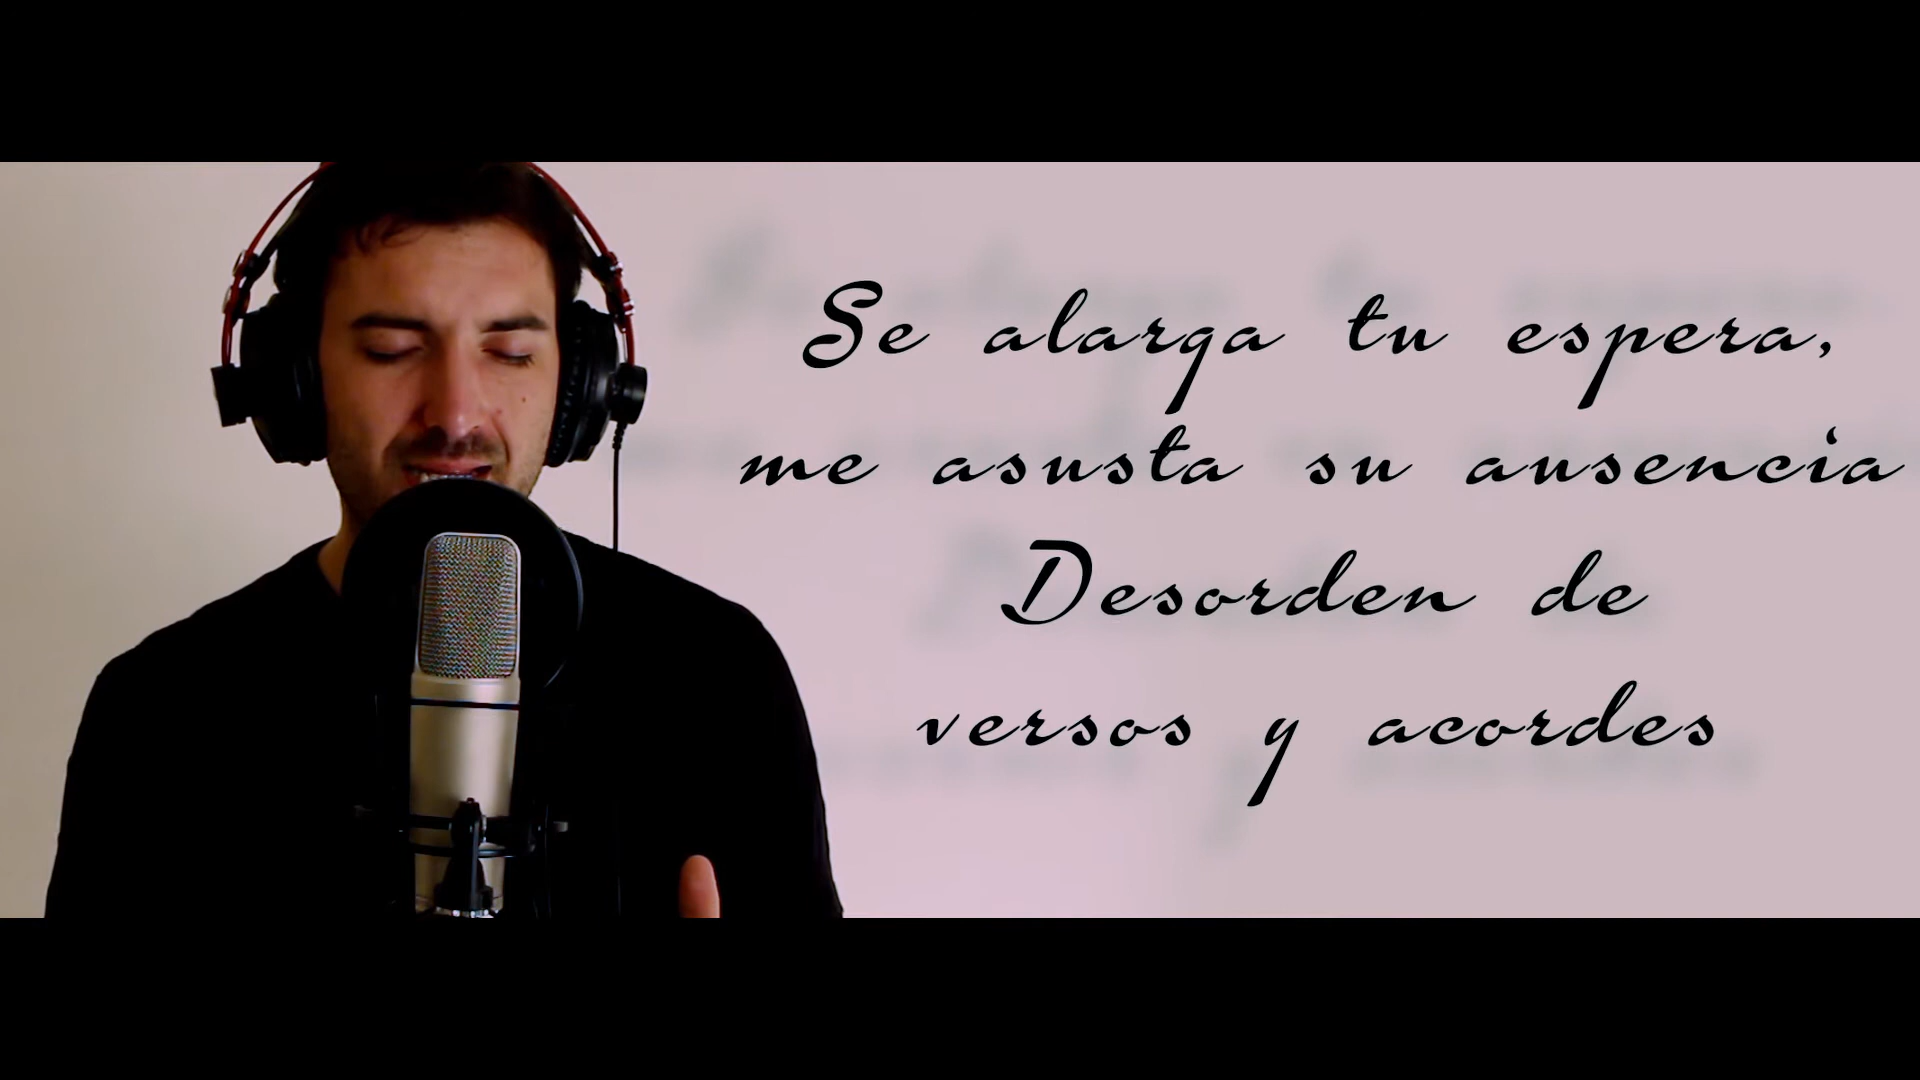 Se alarga tu espera,
me asusta su ausencia
Desorden de
versos y acordes